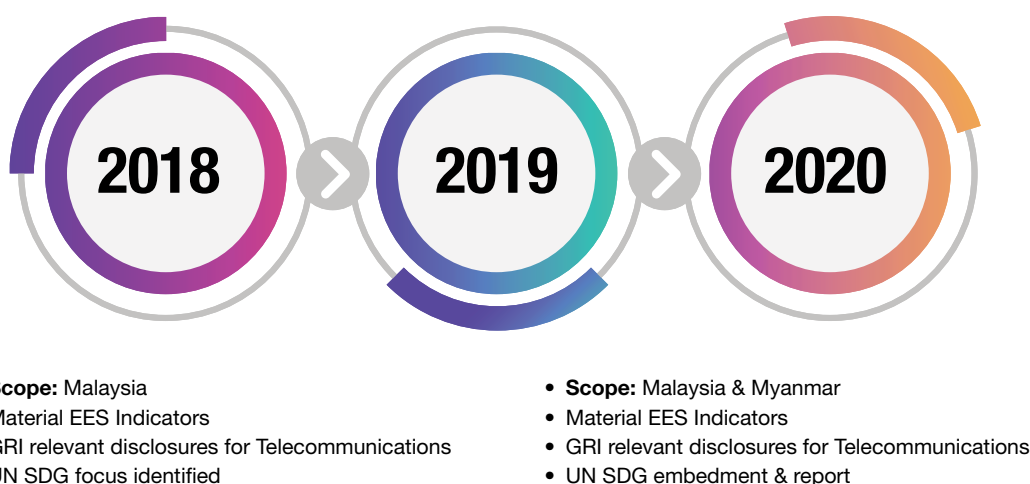 2018
2019
2020
Scope: Malaysia
Material EES Indicators
GRI relevant disclosures for Telecommunications
UN SDG focus identified
• Scope: Malaysia & Myanmar
• Material EES Indicators
• GRI relevant disclosures for Telecommunications
• UN SDG embedment & report